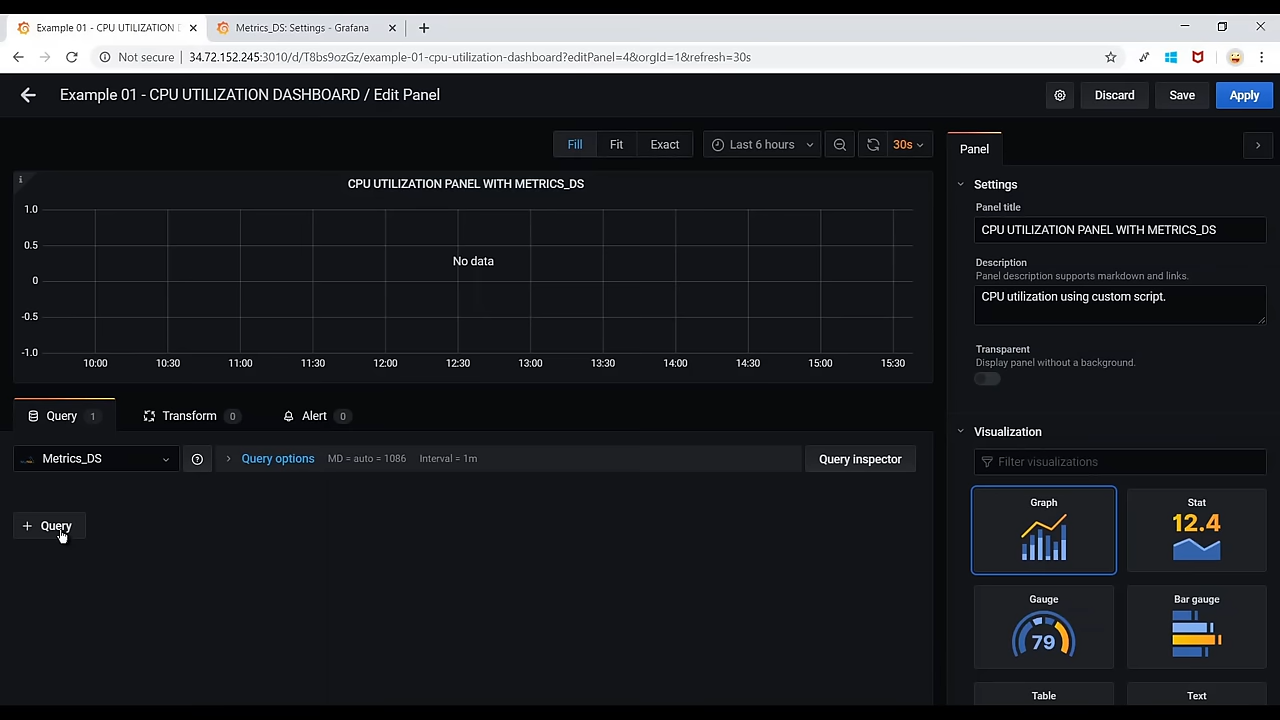 Example 01 - CPU UTILIZATION D
Metrics_DS: Settings - Grafana
Not secure 34.72.152.245:3010/d/T8bs9ozGz/example-01-cpu-utilization-dashboard?editPanel=4&orgId=1&refresh=30s
Example 01 - CPU UTILIZATION DASHBOARD / Edit Panel
Discard Save Apply
Fill Fit Exact Last 6 hours 30s
CPU UTILIZATION PANEL WITH METRICS_DS
1.0
0.5
0
-0.5
-1.0
No data
10:00 10:30 11:00 11:30 12:00 12:30 13:00 13:30 14:00 14:30 15:00 15:30
Query 1 Transform 0 Alert 0
Metrics_DS Query options MD = auto = 1086 Interval = 1m Query inspector
+ Query
Panel
Settings
Panel title
CPU UTILIZATION PANEL WITH METRICS_DS
Description
Panel description supports markdown and links.
CPU utilization using custom script.
Transparent
Display panel without a background.
Visualization
Filter visualizations
Graph Stat
12.4
Gauge Bar gauge
79
Table Text